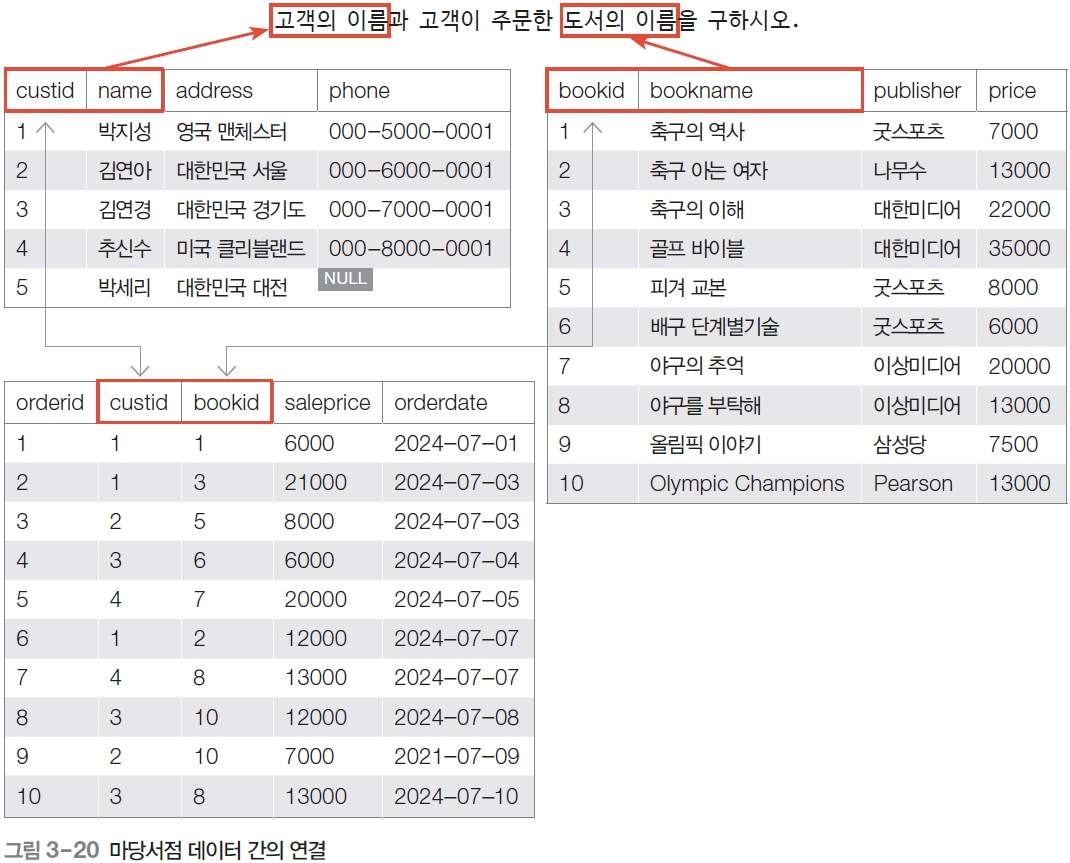 고객의 이름과 고객이 주문한 도서의 이름을 구하시오.
custid name address phone
1 박지성 영국 맨체스터 000-5000-0001
2 김연아 대한민국 서울 000-6000-0001
3 김연경 대한민국 경기도 000-7000-0001
4 추신수 미국 클리블랜드 000-8000-0001
5 박세리 대한민국 대전 NULL
bookid bookname publisher price
1 축구의 역사 굿스포츠 7000
2 축구 아는 여자 나무수 13000
3 축구의 이해 대한미디어 22000
4 골프 바이블 대한미디어 35000
5 피겨 교본 굿스포츠 8000
6 배구 단계별기술 굿스포츠 6000
7 야구의 추억 이상미디어 20000
8 야구를 부탁해 이상미디어 13000
9 올림픽 이야기 삼성당 7500
10 Olympic Champions Pearson 13000
orderid custid bookid saleprice orderdate
1 1 1 6000 2024-07-01
2 1 3 21000 2024-07-03
3 2 5 8000 2024-07-03
4 3 6 6000 2024-07-04
5 4 7 20000 2024-07-05
6 1 2 12000 2024-07-07
7 4 8 13000 2024-07-07
8 3 10 12000 2024-07-08
9 2 10 7000 2021-07-09
10 3 8 13000 2024-07-10
그림 3-20 마당서점 데이터 간의 연결